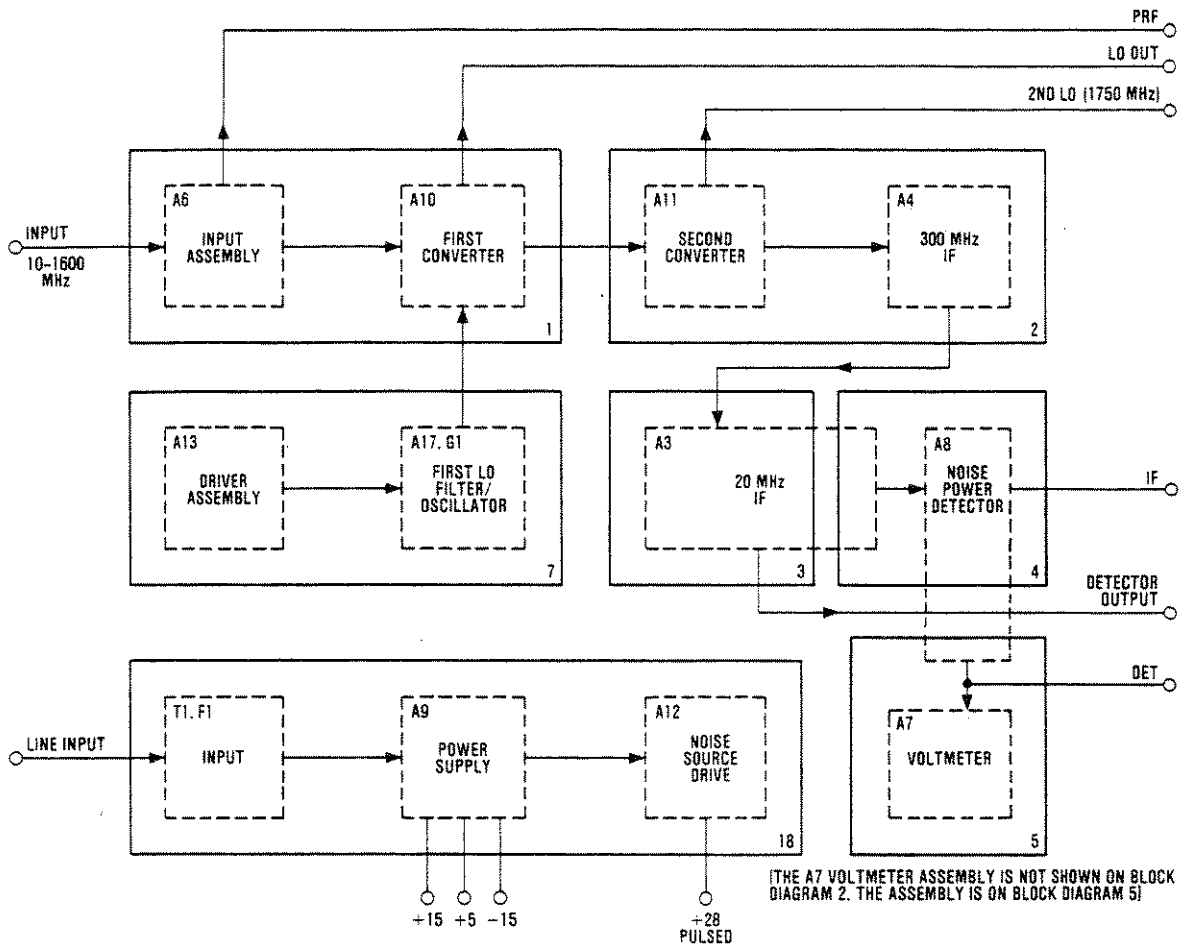 PRF
LO OUT
2ND LO (1750 MHz)
A6
INPUT
ASSEMBLY
A10
FIRST
CONVERTER
A11
SECOND
CONVERTER
A4
300 MHz
IF
INPUT
10-1600
MHz
1
2
A13
DRIVER
ASSEMBLY
A17, G1
FIRST LO
FILTER/
OSCILLATOR
A3
20 MHz
IF
A8
NOISE
POWER
DETECTOR
IF
7
3
4
DETECTOR
OUTPUT
DET
T1, F1
INPUT
A9
POWER
SUPPLY
A12
NOISE
SOURCE
DRIVE
A7
VOLTMETER
LINE INPUT
18
5
+15
+5
-15
+28
PULSED
(THE A7 VOLTMETER ASSEMBLY IS NOT SHOWN ON BLOCK
DIAGRAM 2. THE ASSEMBLY IS ON BLOCK DIAGRAM 5)